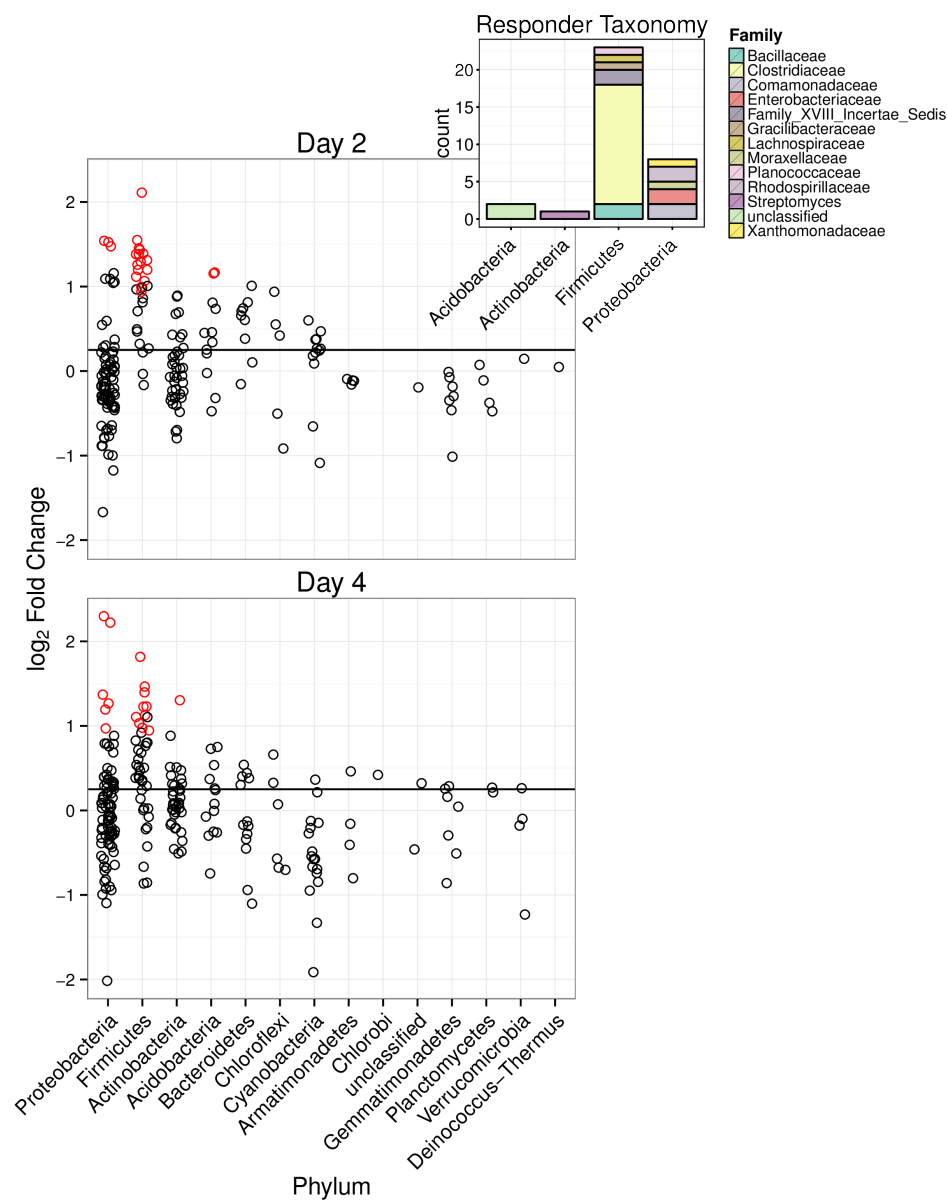 Responder Taxonomy
count
20
15
10
5
0
Acidobacteria
Actinobacteria
Firmicutes
Proteobacteria
Family
Bacillaceae
Clostridiaceae
Comamonadaceae
Enterobacteriaceae
Family_XVIII_Incertae_Sedis
Gracilibacteraceae
Lachnospiraceae
Moraxellaceae
Planococcaceae
Rhodospirillaceae
Streptomyces
unclassified
Xanthomonadaceae
Day 2
2
1
0
−1
−2
log2 Fold Change
Day 4
2
1
0
−1
−2
Proteobacteria
Firmicutes
Actinobacteria
Acidobacteria
Bacteroidetes
Chloroflexi
Cyanobacteria
Armatimonadetes
Chlorobi
unclassified
Gemmatimonadetes
Planctomycetes
Verrucomicrobia
Deinococcus−Thermus
Phylum